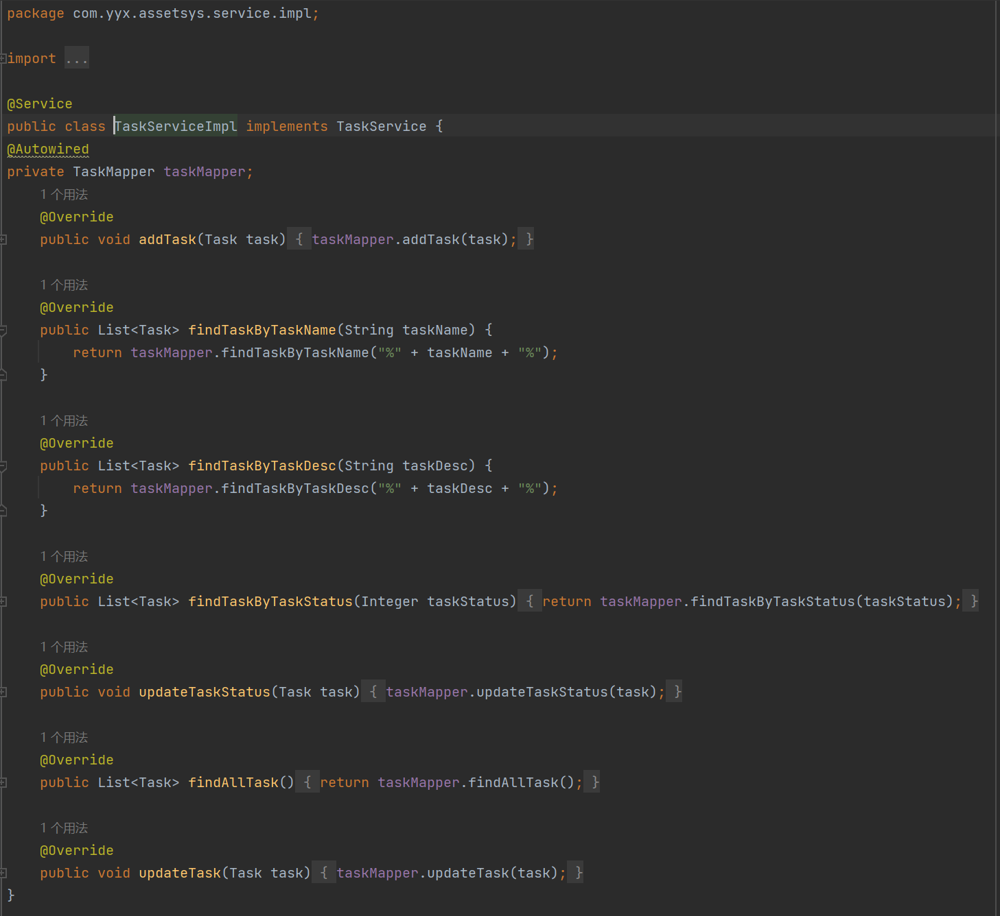 package com.yyx.assetsys.service.impl;
import ...
@Service
public class TaskServiceImpl implements TaskService {
@Autowired
private TaskMapper taskMapper;
1 个用法
@Override
public void addTask(Task task) { taskMapper.addTask(task); }
1 个用法
@Override
public List<Task> findTaskByTaskName(String taskName) {
return taskMapper.findTaskByTaskName("%" + taskName + "%");
}
1 个用法
@Override
public List<Task> findTaskByTaskDesc(String taskDesc) {
return taskMapper.findTaskByTaskDesc("%" + taskDesc + "%");
}
1 个用法
@Override
public List<Task> findTaskByTaskStatus(Integer taskStatus) { return taskMapper.findTaskByTaskStatus(taskStatus); }
1 个用法
@Override
public void updateTaskStatus(Task task) { taskMapper.updateTaskStatus(task); }
1 个用法
@Override
public List<Task> findAllTask() { return taskMapper.findAllTask(); }
1 个用法
@Override
public void updateTask(Task task) { taskMapper.updateTask(task); }
}